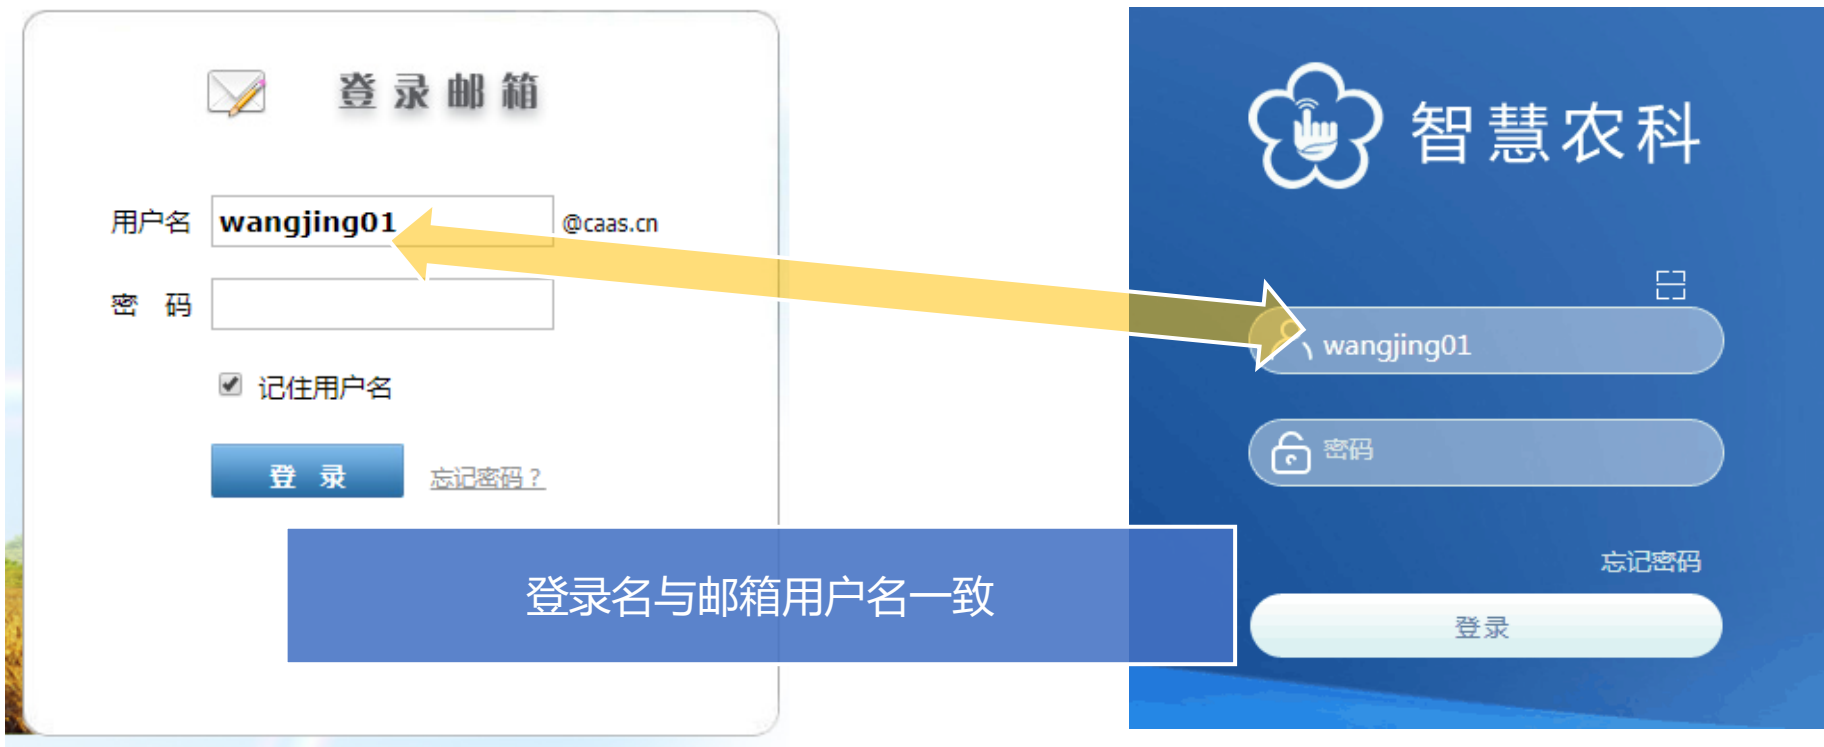 登录邮箱
用户名 wangjing01 @caas.cn
密 码
记住用户名
登 录 忘记密码？
登录名与邮箱用户名一致
智慧农科
wangjing01
密码
忘记密码
登录